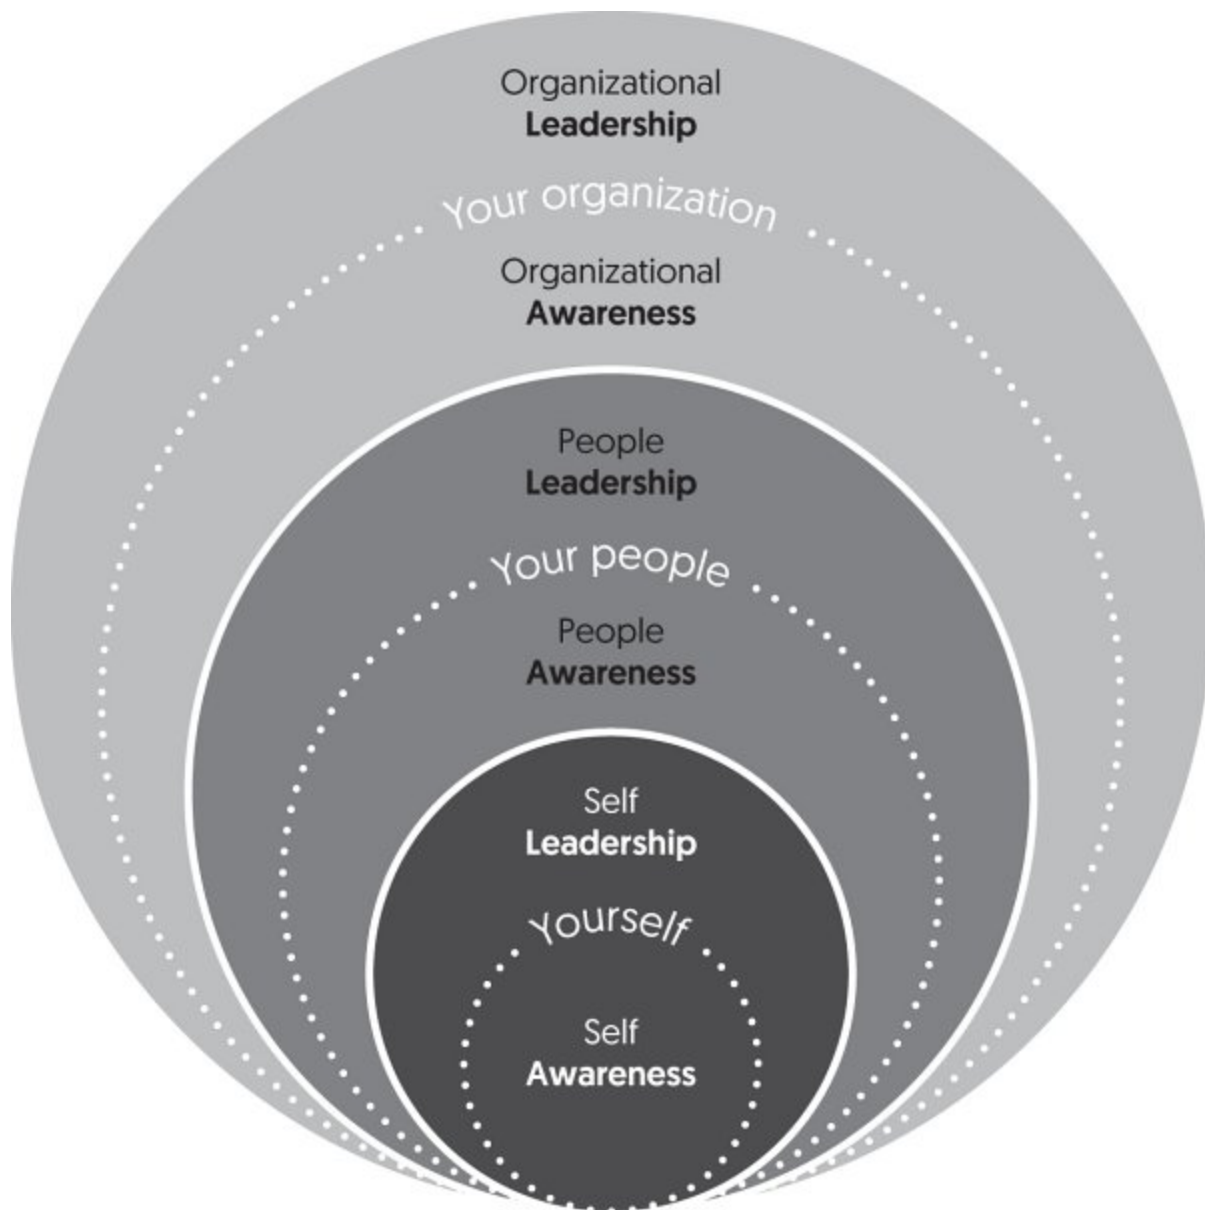 Organizational
Leadership
Your organization
Organizational
Awareness
People
Leadership
Your people
People
Awareness
Self
Leadership
Yourself
Self
Awareness